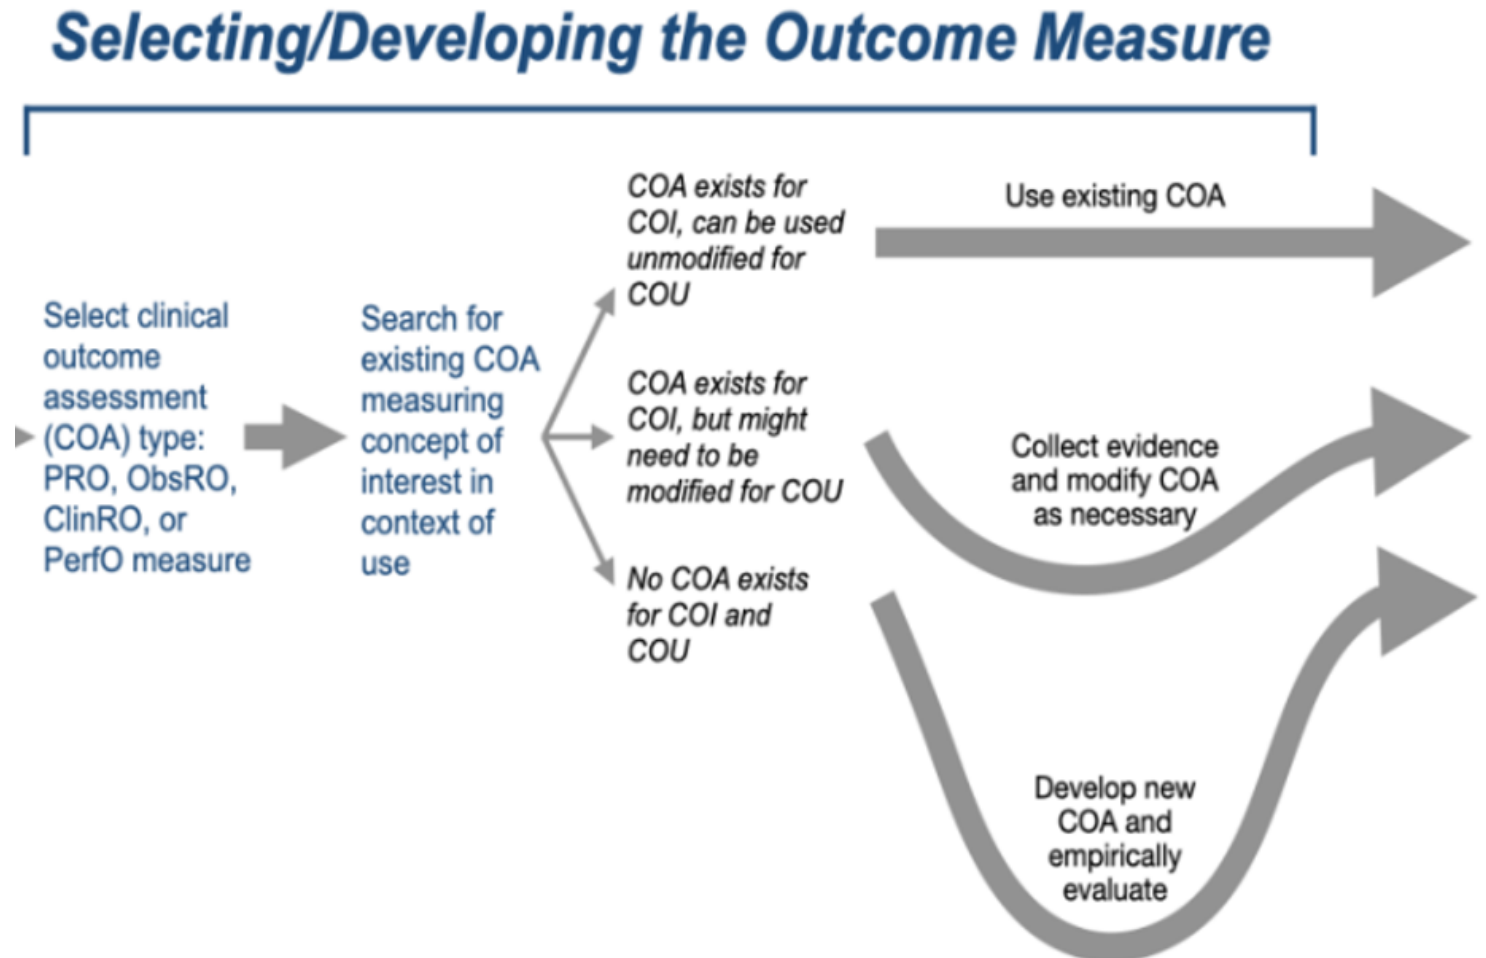 Selecting/Developing the Outcome Measure
Select clinical
outcome
assessment
(COA) type:
PRO, ObsRO,
ClinRO, or
PerfO measure
Search for
existing COA
measuring
concept of
interest in
context of
use
COA exists for
COI, can be used
unmodified for
COU
COA exists for
COI, but might
need to be
modified for COU
No COA exists
for COI and
COU
Use existing COA
Collect evidence
and modify COA
as necessary
Develop new
COA and
empirically
evaluate